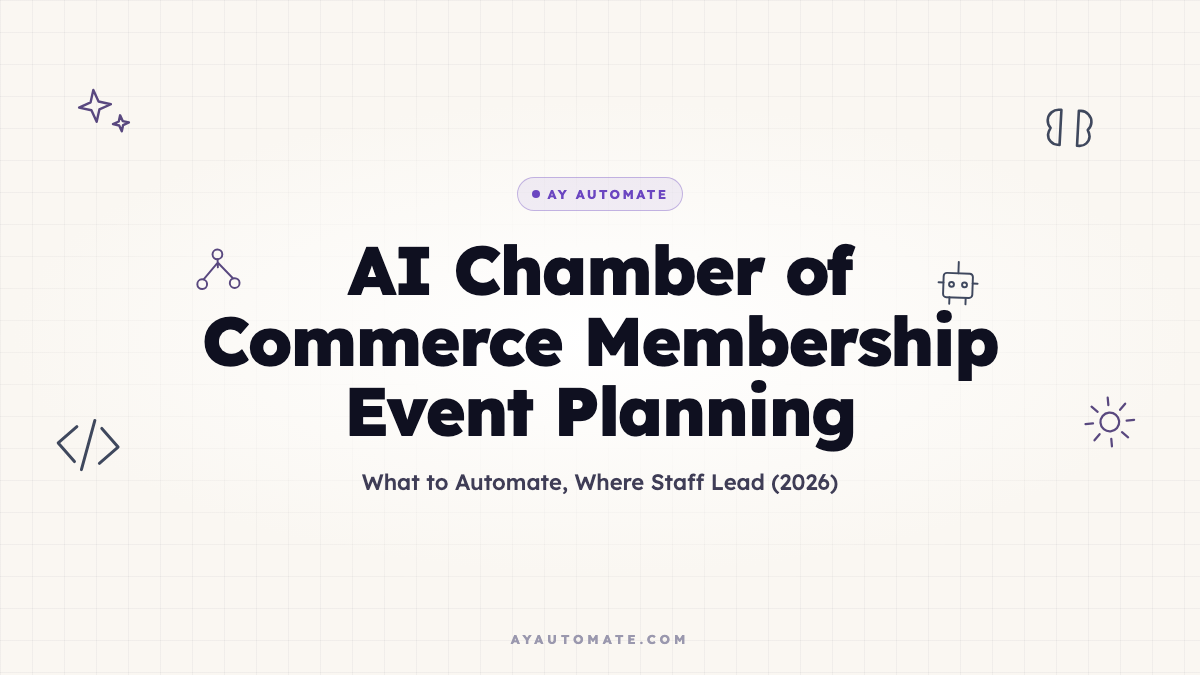 AY AUTOMATE
AI Chamber of
Commerce Membership
Event Planning
What to Automate, Where Staff Lead (2026)
AYAUTOMATE.COM